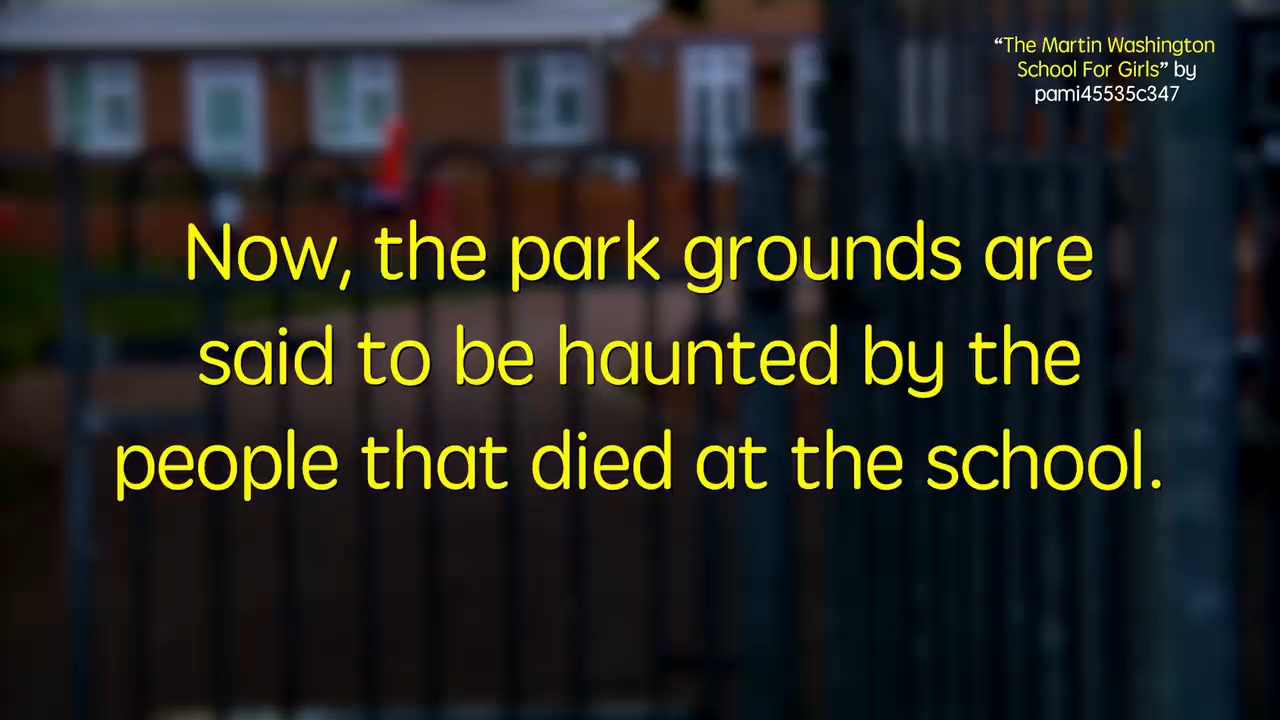 “The Martin Washington
School For Girls” by
pami45535c347
Now, the park grounds are
said to be haunted by the
people that died at the school.